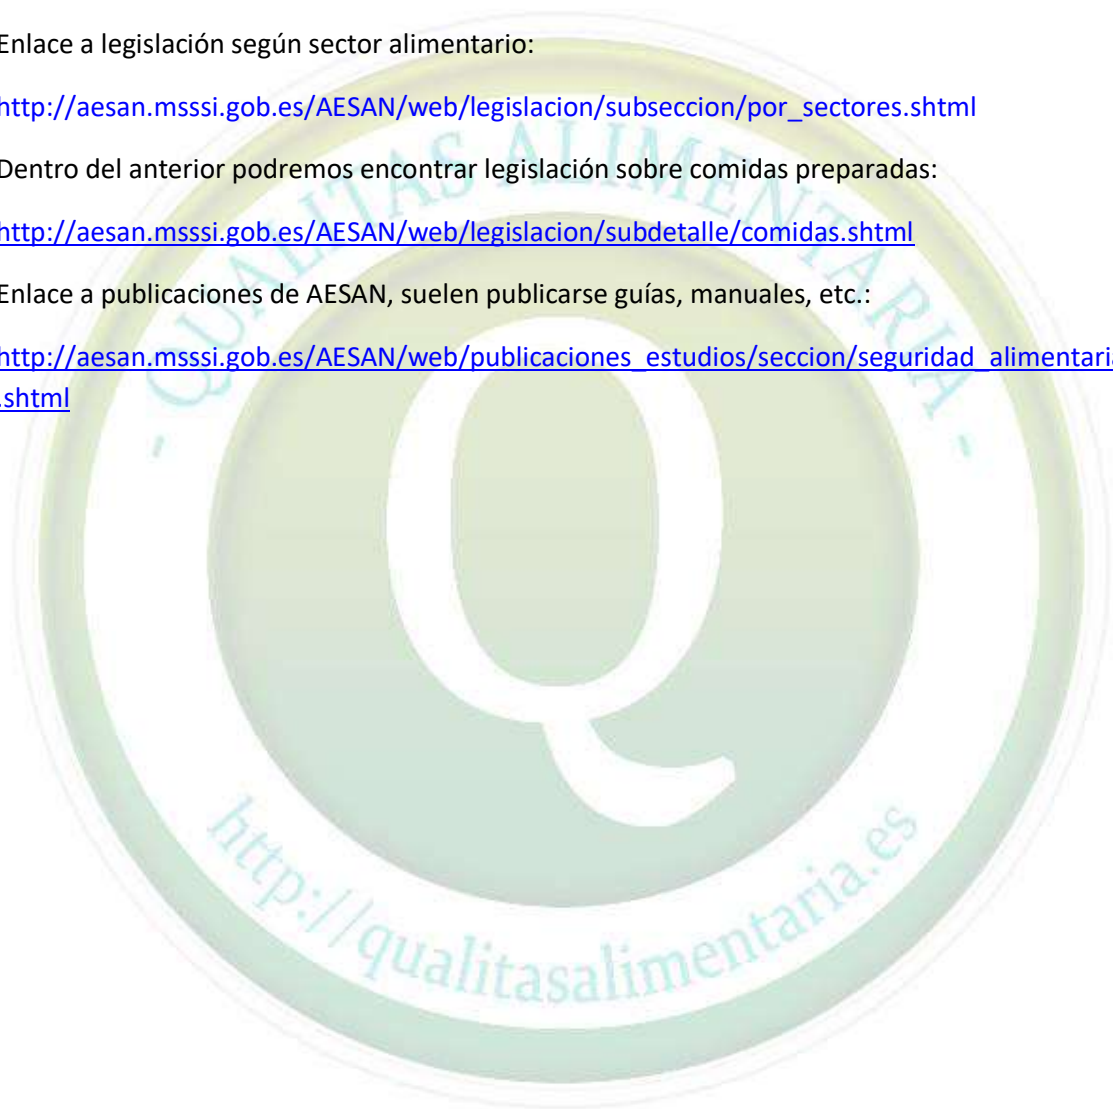 Enlace a legislación según sector alimentario:
http://aesan.msssi.gob.es/AESAN/web/legislacion/subseccion/por_sectores.shtml
Dentro del anterior podremos encontrar legislación sobre comidas preparadas:
http://aesan.msssi.gob.es/AESAN/web/legislacion/subdetalle/comidas.shtml
Enlace a publicaciones de AESAN, suelen publicarse guías, manuales, etc.:
http://aesan.msssi.gob.es/AESAN/web/publicaciones_estudios/seccion/seguridad_alimentaria
.shtml
- QUALITAS ALIMENTARIA -
Q
http://qualitasalimentaria.es